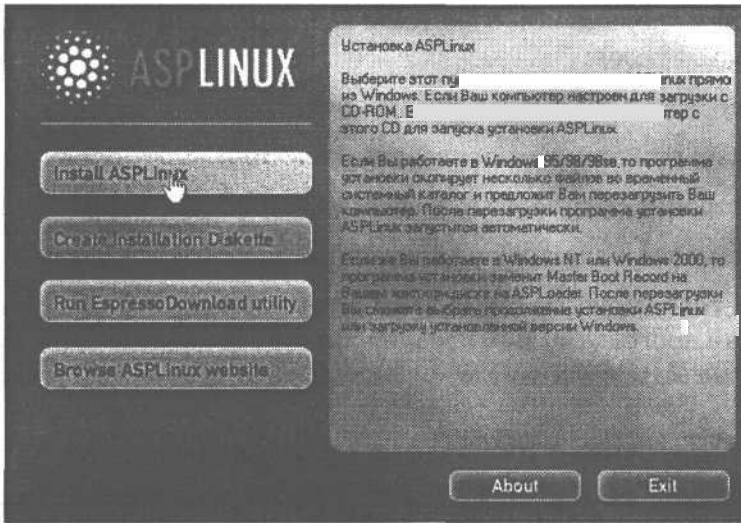 ASPLINUX
Install ASPLinux
Create Installation Diskette
Run EspressoDownload utility
Browse ASPLinux website
Установка ASPLinux
Выберите этот прямо
из Windows. Если Ваш компьютер настроен для загрузки с
CD-ROM, с
этого CD для запуска установки ASPLinux.
Если Вы работаете в Windows 95/98/98se, то программа
установки скопирует несколько файлов во временный
системный каталог и предложит Вам перезагрузить Ваш
компьютер. После перезагрузки программа установки
ASPLinux запустится автоматически.
Если же Вы работаете в Windows NT или Windows 2000, то
программа установки заменит Master Boot Record на
Вашем жестком диске на ASPLoader. После перезагрузки
Вы сможете выбрать продолжение установки ASPLinux
или загрузку установленной версии Windows.
About
Exit